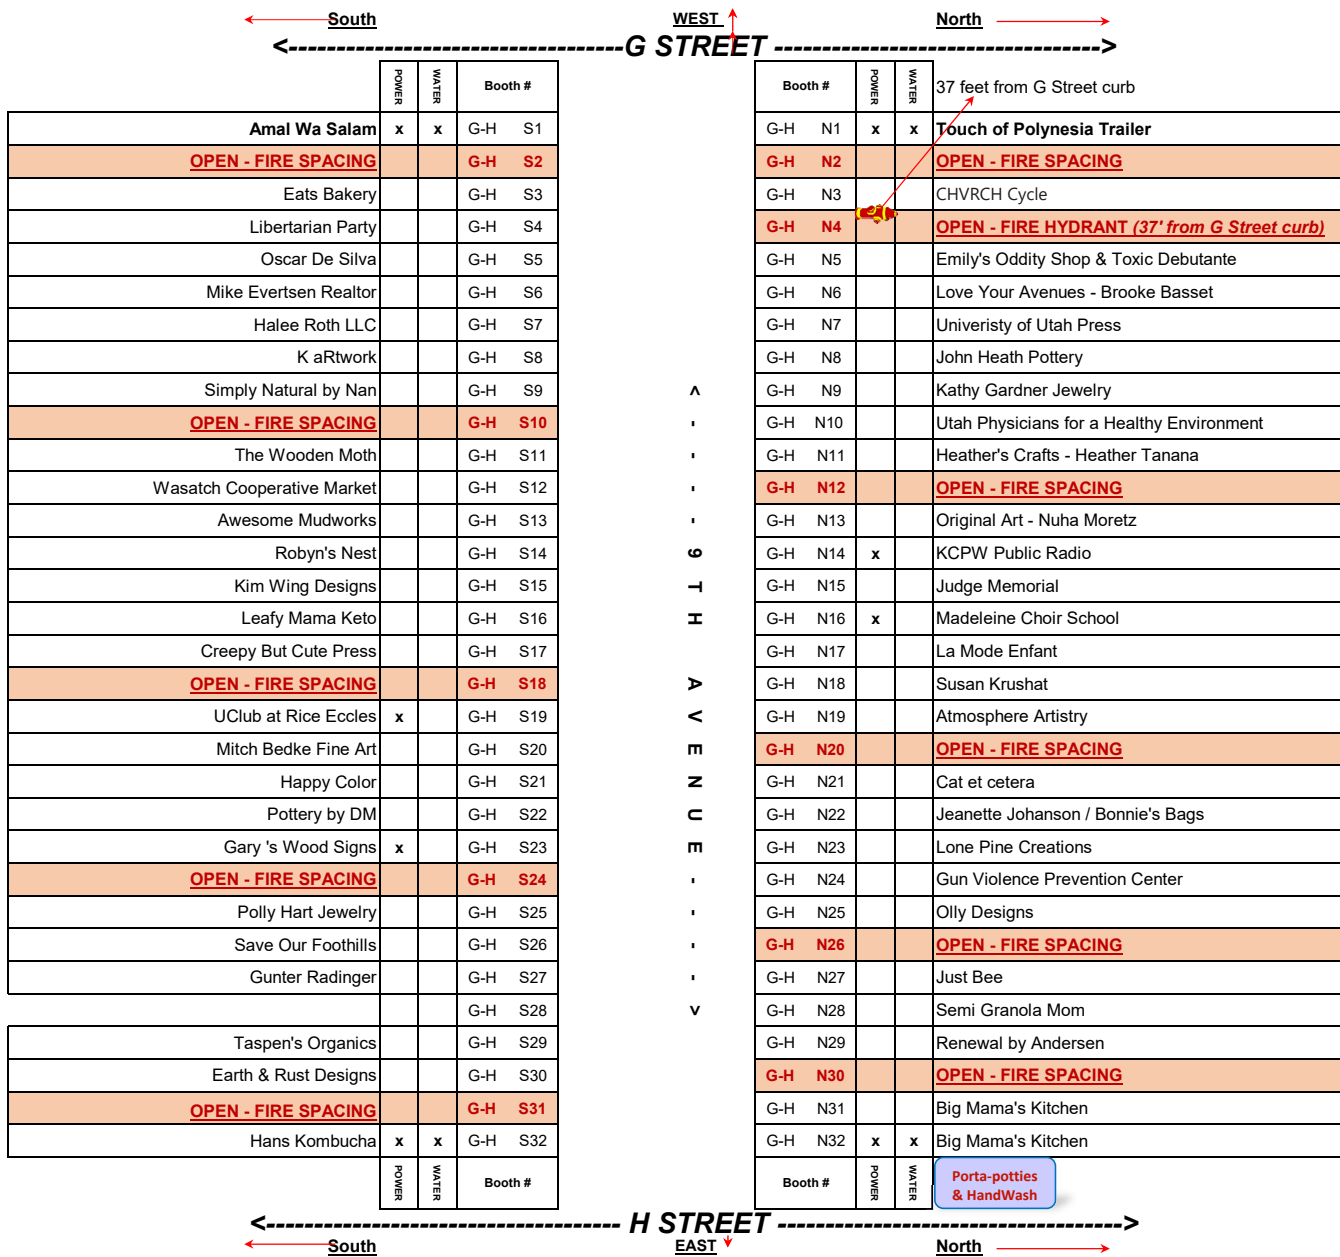 South WEST North
<---------------------------------G STREET -------------------------------->
POWER WATER Booth # Booth # POWER WATER 37 feet from G Street curb
Amal Wa Salam x x G-H S1 G-H N1 x x Touch of Polynesia Trailer
OPEN - FIRE SPACING G-H S2 G-H N2 OPEN - FIRE SPACING
Eats Bakery G-H S3 G-H N3 CHVRCH Cycle
Libertarian Party G-H S4 G-H N4 OPEN - FIRE HYDRANT (37' from G Street curb)
Oscar De Silva G-H S5 G-H N5 Emily's Oddity Shop & Toxic Debutante
Mike Evertsen Realtor G-H S6 G-H N6 Love Your Avenues - Brooke Basset
Halee Roth LLC G-H S7 G-H N7 Univeristy of Utah Press
K aRtwork G-H S8 G-H N8 John Heath Pottery
Simply Natural by Nan G-H S9 G-H N9 Kathy Gardner Jewelry
OPEN - FIRE SPACING G-H S10 G-H N10 Utah Physicians for a Healthy Environment
The Wooden Moth G-H S11 G-H N11 Heather's Crafts - Heather Tanana
Wasatch Cooperative Market G-H S12 G-H N12 OPEN - FIRE SPACING
Awesome Mudworks G-H S13 G-H N13 Original Art - Nuha Moretz
Robyn's Nest G-H S14 G-H N14 x KCPW Public Radio
Kim Wing Designs G-H S15 G-H N15 Judge Memorial
Leafy Mama Keto G-H S16 G-H N16 x Madeleine Choir School
Creepy But Cute Press G-H S17 G-H N17 La Mode Enfant
OPEN - FIRE SPACING G-H S18 G-H N18 Susan Krushat
UClub at Rice Eccles x G-H S19 G-H N19 Atmosphere Artistry
Mitch Bedke Fine Art G-H S20 G-H N20 OPEN - FIRE SPACING
Happy Color G-H S21 G-H N21 Cat et cetera
Pottery by DM G-H S22 G-H N22 Jeanette Johanson / Bonnie's Bags
Gary 's Wood Signs x G-H S23 G-H N23 Lone Pine Creations
OPEN - FIRE SPACING G-H S24 G-H N24 Gun Violence Prevention Center
Polly Hart Jewelry G-H S25 G-H N25 Olly Designs
Save Our Foothills G-H S26 G-H N26 OPEN - FIRE SPACING
Gunter Radinger G-H S27 G-H N27 Just Bee
G-H S28 G-H N28 Semi Granola Mom
Taspen's Organics G-H S29 G-H N29 Renewal by Andersen
Earth & Rust Designs G-H S30 G-H N30 OPEN - FIRE SPACING
OPEN - FIRE SPACING G-H S31 G-H N31 Big Mama's Kitchen
Hans Kombucha x x G-H S32 G-H N32 x x Big Mama's Kitchen
<----9TH AVENUE---->
POWER WATER Booth # Booth # POWER WATER Porta-potties
& HandWash
<----------------------------------- H STREET ---------------------------------->
South EAST North